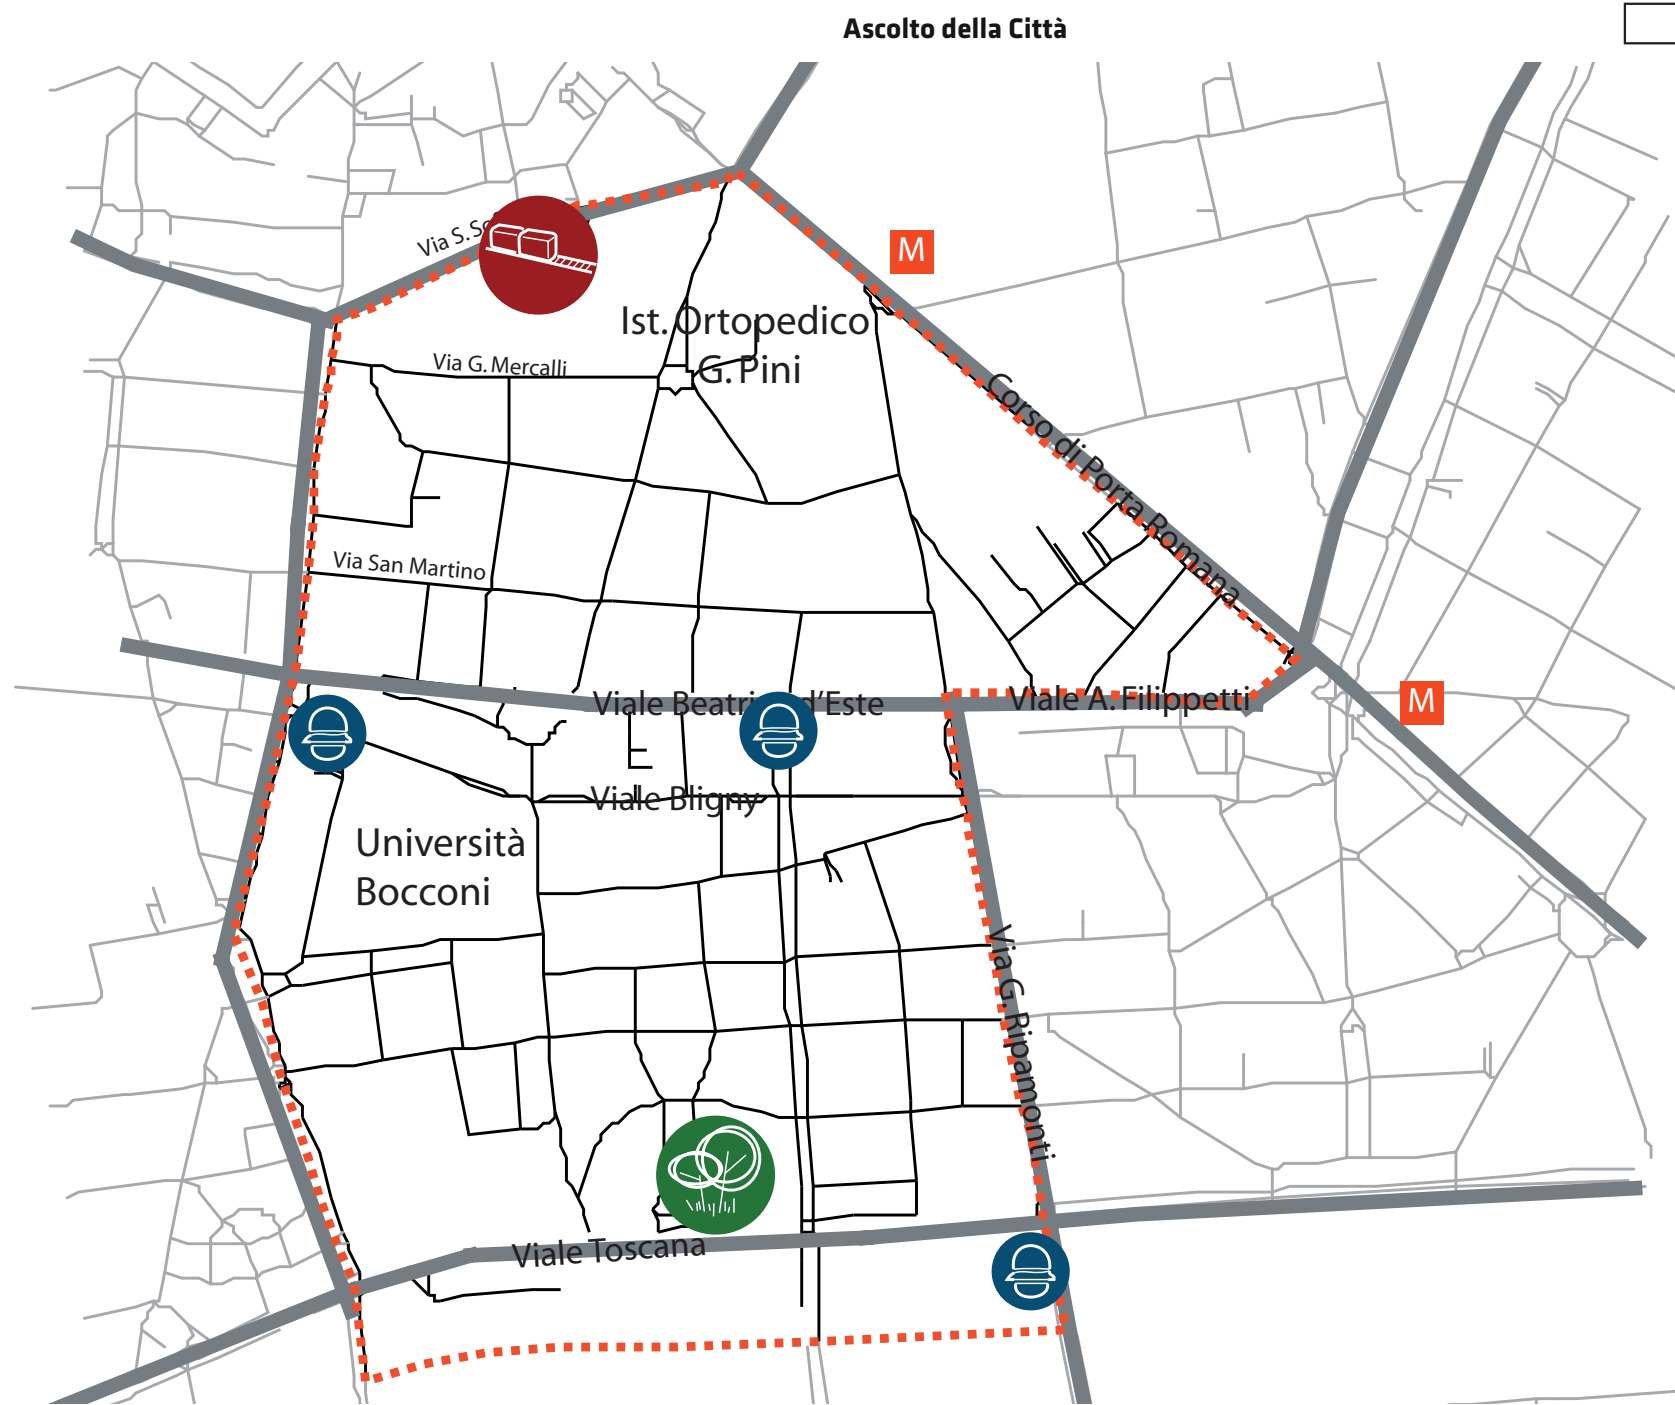 Ascolto della Città
Via S. So
M
Ist. Ortopedico
G. Pini
Via G. Mercalli
Corso di Porta Romana
Via San Martino
Viale Beatri d'Este
Viale A. Filippetti
M
Viale Bligny
Università
Bocconi
Via G. Ripamonti
Viale Toscana